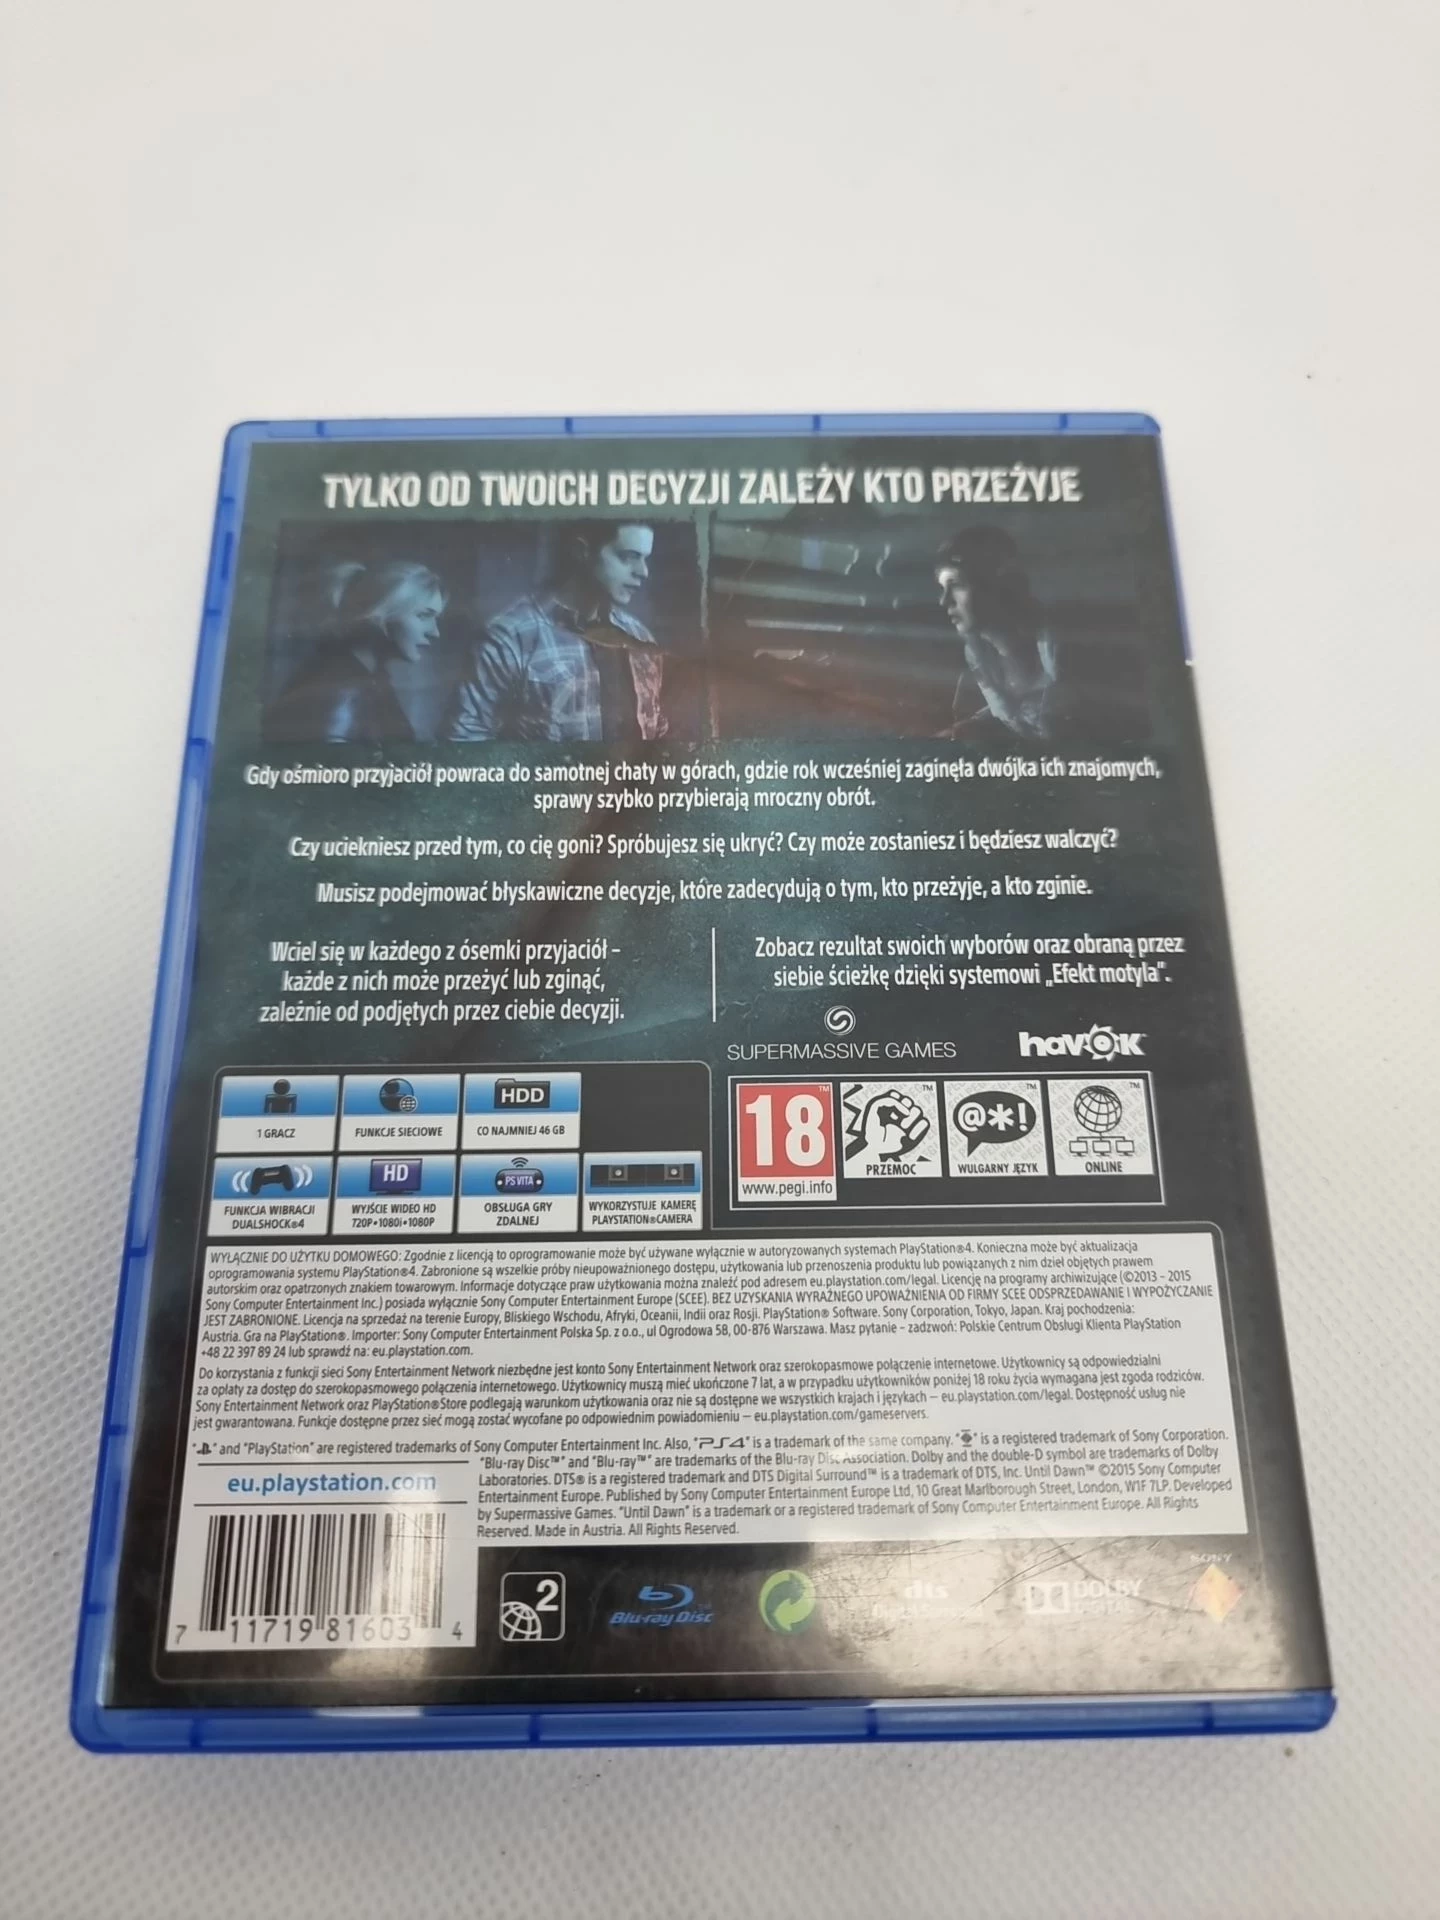 TYLKO OD TWOICH DECYZJI ZALEŻY KTO PRZEŻYJE
Gdy ośmioro przyjaciół powraca do samotnej chaty w górach, gdzie rok wcześniej zaginęła dwójka ich znajomych,
sprawy szybko przybierają mroczny obrót.
Czy uciekniesz przed tym, co cię goni? Spróbujesz się ukryć? Czy może zostaniesz i będziesz walczyć?
Musisz podejmować błyskawiczne decyzje, które zadecydują o tym, kto przeżyje, a kto zginie.
Wciel się w każdego z ósemki przyjaciół –
każde z nich może przeżyć lub zginąć,
zależnie od podjętych przez ciebie decyzji.
Zobacz rezultat swoich wyborów oraz obraną przez
siebie ścieżkę dzięki systemowi „Efekt motyla".
SUPERMASSIVE GAMES
havok
1 GRACZ
FUNKCJE SIECIOWE
HDD
CO NAJMNIEJ 46 GB
FUNKCJA WIBRACJI
DUALSHOCK®4
HD
WYJŚCIE WIDEO HD
720P•1080i•1080P
PS VITA
OBSŁUGA GRY
ZDALNEJ
WYKORZYSTUJE KAMERĘ
PLAYSTATION®CAMERA
18
www.pegi.info
PRZEMOC
@*!
WULGARNY JĘZYK
ONLINE
WYŁĄCZNIE DO UŻYTKU DOMOWEGO: Zgodnie z licencją to oprogramowanie może być używane wyłącznie w autoryzowanych systemach PlayStation®4. Konieczna może być aktualizacja
oprogramowania systemu PlayStation®4. Zabronione są wszelkie próby nieupoważnionego dostępu, użytkowania lub przenoszenia produktu lub powiązanych z nim dzieł objętych prawem
autorskim oraz opatrzonych znakiem towarowym. Informacje dotyczące praw użytkowania można znaleźć pod adresem eu.playstation.com/legal. Licencję na programy archiwizujące (©2013 - 2015
Sony Computer Entertainment Inc.) posiada wyłącznie Sony Computer Entertainment Europe (SCEE). BEZ UZYSKANIA WYRAŹNEGO UPOWAŻNIENIA OD FIRMY SCEE ODSPRZEDAWANIE I WYPOŻYCZANIE
JEST ZABRONIONE. Licencja na sprzedaż na terenie Europy, Bliskiego Wschodu, Afryki, Oceanii, Indii oraz Rosji. PlayStation® Software. Sony Corporation, Tokyo, Japan. Kraj pochodzenia:
Austria. Gra na PlayStation®. Importer: Sony Computer Entertainment Polska Sp. z o.o., ul Ogrodowa 58, 00-876 Warszawa. Masz pytanie – zadzwoń: Polskie Centrum Obsługi Klienta PlayStation
+48 22 397 89 24 lub sprawdź na: eu.playstation.com.
Do korzystania z funkcji sieci Sony Entertainment Network niezbędne jest konto Sony Entertainment Network oraz szerokopasmowe połączenie internetowe. Użytkownicy są odpowiedzialni
za opłaty za dostęp do szerokopasmowego połączenia internetowego. Użytkownicy muszą mieć ukończone 7 lat, a w przypadku użytkowników poniżej 18 roku życia wymagana jest zgoda rodziców.
Sony Entertainment Network oraz PlayStation®Store podlegają warunkom użytkowania oraz nie są dostępne we wszystkich krajach i językach — eu.playstation.com/legal. Dostępność usług nie
jest gwarantowana. Funkcje dostępne przez sieć mogą zostać wycofane po odpowiednim powiadomieniu — eu.playstation.com/gameservers.
" " and "PlayStation" are registered trademarks of Sony Computer Entertainment Inc. Also, "PS4" is a trademark of the same company. " " is a registered trademark of Sony Corporation.
"Blu-ray Disc™" and "Blu-ray™" are trademarks of the Blu-ray Disc Association. Dolby and the double-D symbol are trademarks of Dolby
Laboratories. DTS® is a registered trademark and DTS Digital Surround™ is a trademark of DTS, Inc. Until Dawn™ ©2015 Sony Computer
Entertainment Europe. Published by Sony Computer Entertainment Europe Ltd, 10 Great Marlborough Street, London, W1F 7LP. Developed
by Supermassive Games. "Until Dawn" is a trademark or a registered trademark of Sony Computer Entertainment Europe. All Rights
Reserved. Made in Austria. All Rights Reserved.
eu.playstation.com
7 11719 81603 4
2
Blu-ray Disc
dts
DOLBY
DIGITAL
SONY